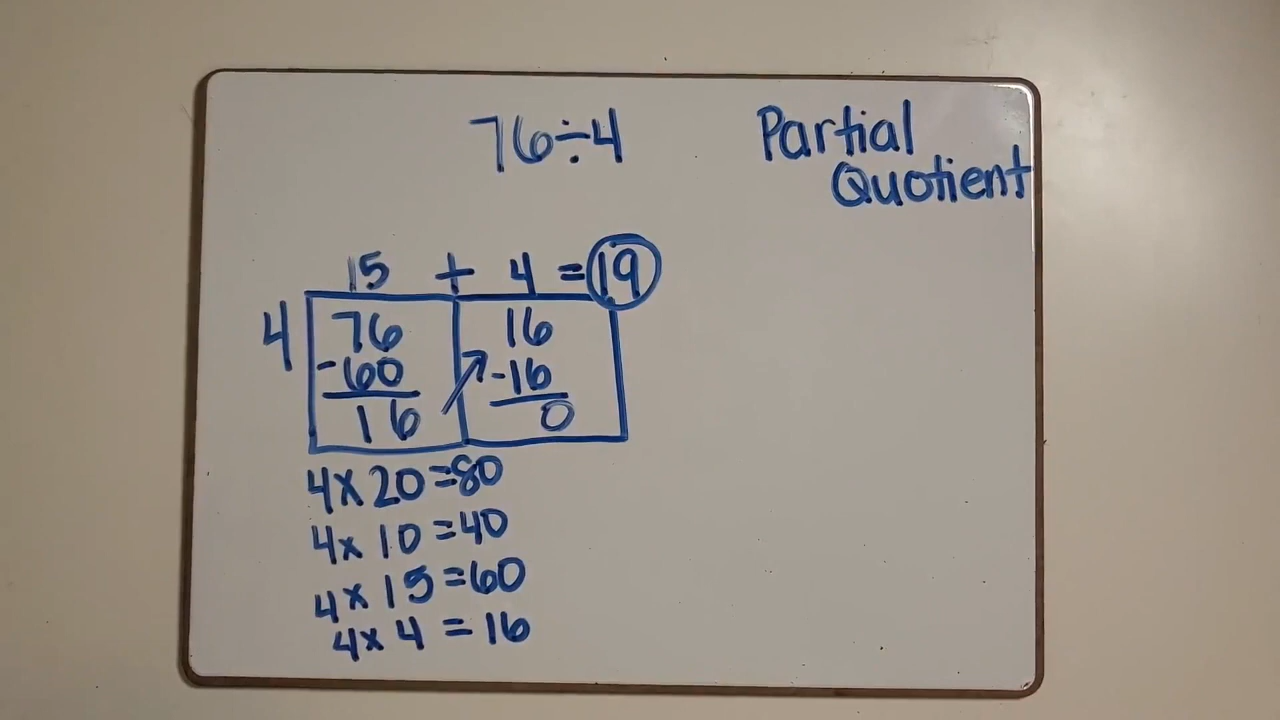 76÷4
Partial
Quotient
15 + 4 = 19
4
76
-60
16
16
-16
0
4x20=80
4x10=40
4x15=60
4x4=16